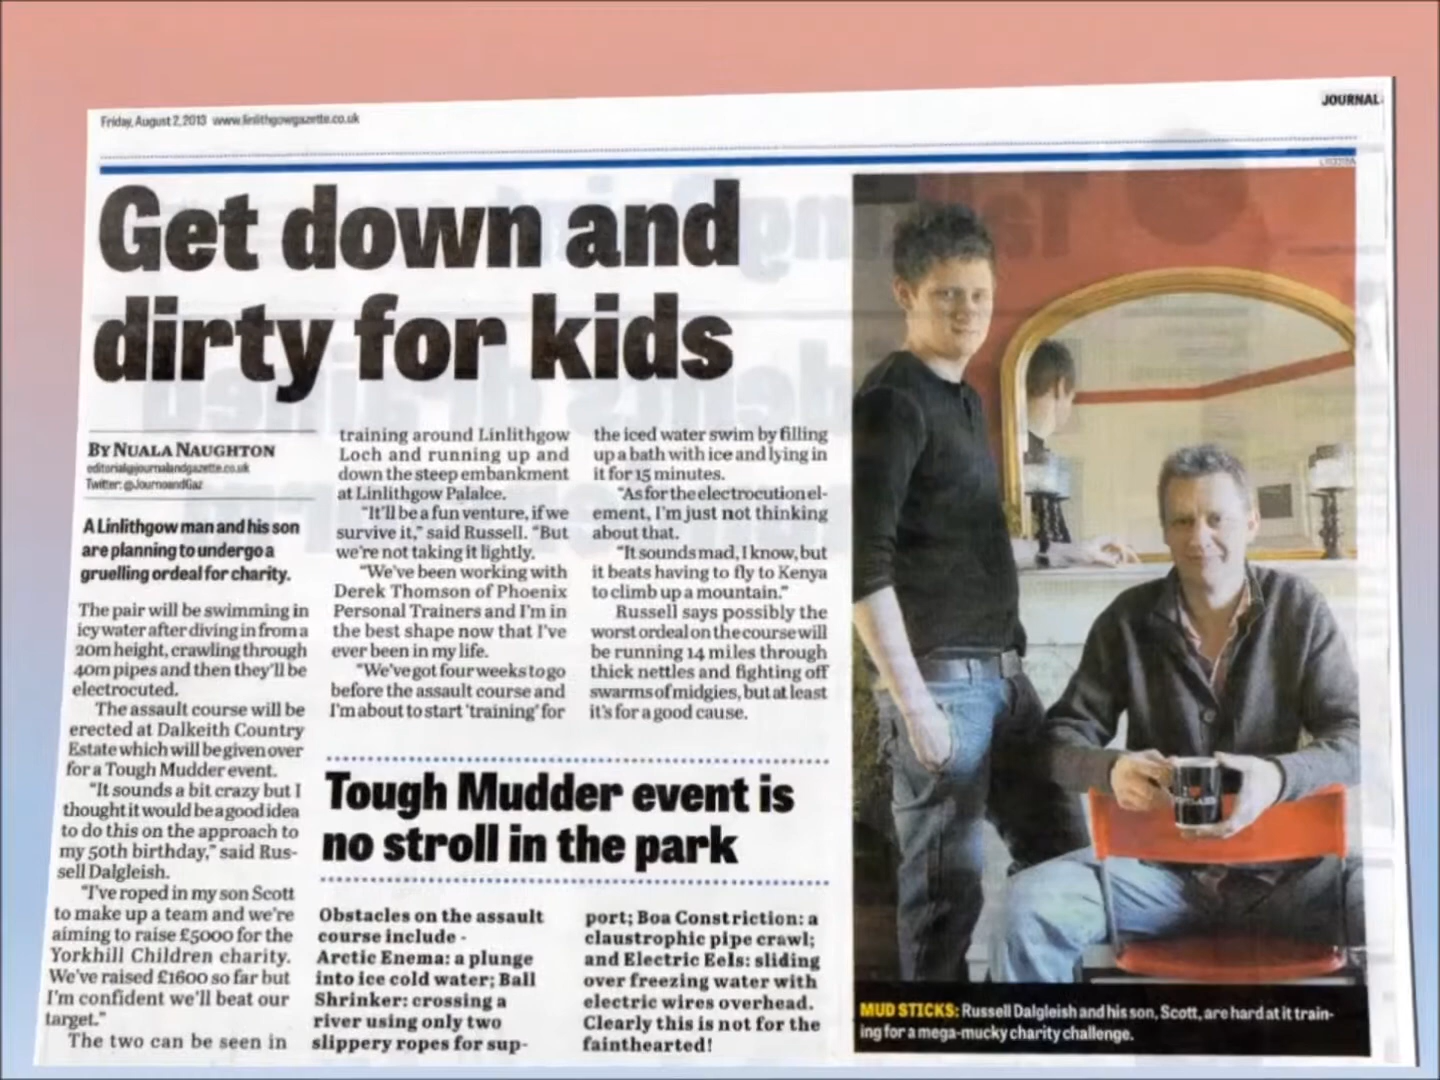 Friday, August 2, 2013 www.linlithgowgazette.co.uk
JOURNAL
Get down and
dirty for kids
BY NUALA NAUGHTON
editorial@journalandgazette.co.uk
Twitter: @JournoandGaz
A Linlithgow man and his son
are planning to undergo a
gruelling ordeal for charity.
The pair will be swimming in
icy water after diving in from a
20m height, crawling through
40m pipes and then they'll be
electrocuted.
The assault course will be
erected at Dalkeith Country
Estate which will be given over
for a Tough Mudder event.
"It sounds a bit crazy but I
thought it would be a good idea
to do this on the approach to
my 50th birthday," said Rus-
sell Dalgleish.
"I've roped in my son Scott
to make up a team and we're
aiming to raise £5000 for the
Yorkhill Children charity.
We've raised £1600 so far but
I'm confident we'll beat our
target."
The two can be seen in
training around Linlithgow
Loch and running up and
down the steep embankment
at Linlithgow Palalce.
"It'll be a fun venture, if we
survive it," said Russell. "But
we're not taking it lightly.
"We've been working with
Derek Thomson of Phoenix
Personal Trainers and I'm in
the best shape now that I've
ever been in my life.
"We've got four weeks to go
before the assault course and
I'm about to start 'training' for
the iced water swim by filling
up a bath with ice and lying in
it for 15 minutes.
"As for the electrocution el-
ement, I'm just not thinking
about that.
"It sounds mad, I know, but
it beats having to fly to Kenya
to climb up a mountain."
Russell says possibly the
worst ordeal on the course will
be running 14 miles through
thick nettles and fighting off
swarms of midgies, but at least
it's for a good cause.
Tough Mudder event is
no stroll in the park
Obstacles on the assault
course include -
Arctic Enema: a plunge
into ice cold water; Ball
Shrinker: crossing a
river using only two
slippery ropes for sup-
port; Boa Constriction: a
claustrophic pipe crawl;
and Electric Eels: sliding
over freezing water with
electric wires overhead.
Clearly this is not for the
fainthearted!
MUD STICKS: Russell Dalgleish and his son, Scott, are hard at it train-
ing for a mega-mucky charity challenge.